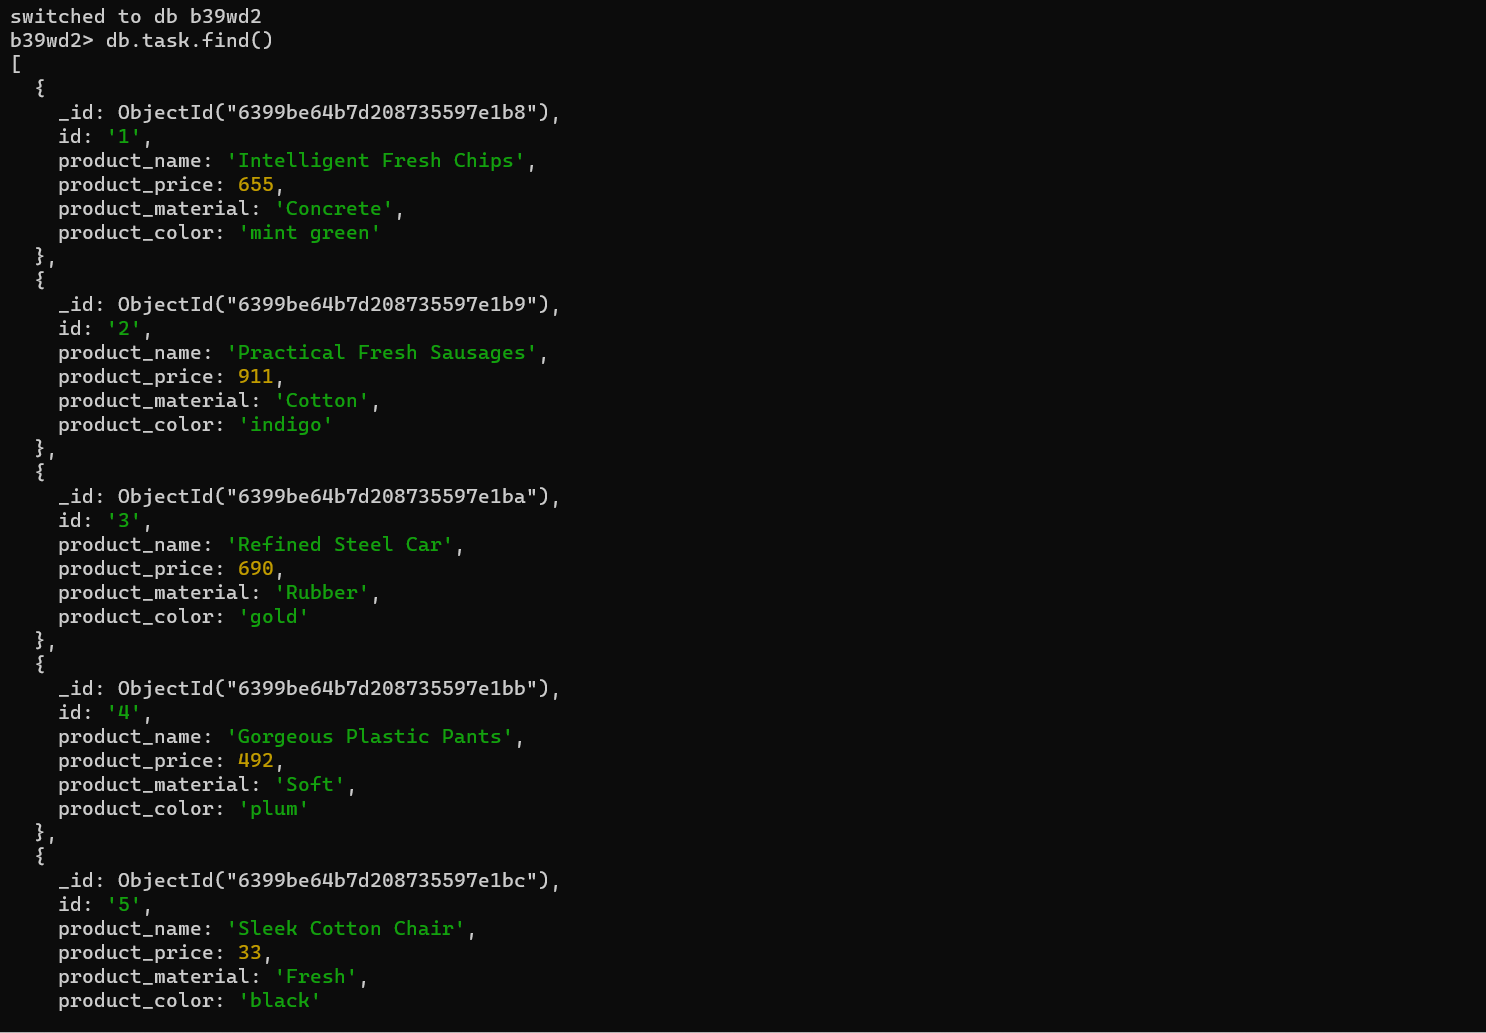 switched to db b39wd2
b39wd2> db.task.find()
[
  {
    _id: ObjectId("6399be64b7d208735597e1b8"),
    id: '1',
    product_name: 'Intelligent Fresh Chips',
    product_price: 655,
    product_material: 'Concrete',
    product_color: 'mint green'
  },
  {
    _id: ObjectId("6399be64b7d208735597e1b9"),
    id: '2',
    product_name: 'Practical Fresh Sausages',
    product_price: 911,
    product_material: 'Cotton',
    product_color: 'indigo'
  },
  {
    _id: ObjectId("6399be64b7d208735597e1ba"),
    id: '3',
    product_name: 'Refined Steel Car',
    product_price: 690,
    product_material: 'Rubber',
    product_color: 'gold'
  },
  {
    _id: ObjectId("6399be64b7d208735597e1bb"),
    id: '4',
    product_name: 'Gorgeous Plastic Pants',
    product_price: 492,
    product_material: 'Soft',
    product_color: 'plum'
  },
  {
    _id: ObjectId("6399be64b7d208735597e1bc"),
    id: '5',
    product_name: 'Sleek Cotton Chair',
    product_price: 33,
    product_material: 'Fresh',
    product_color: 'black'